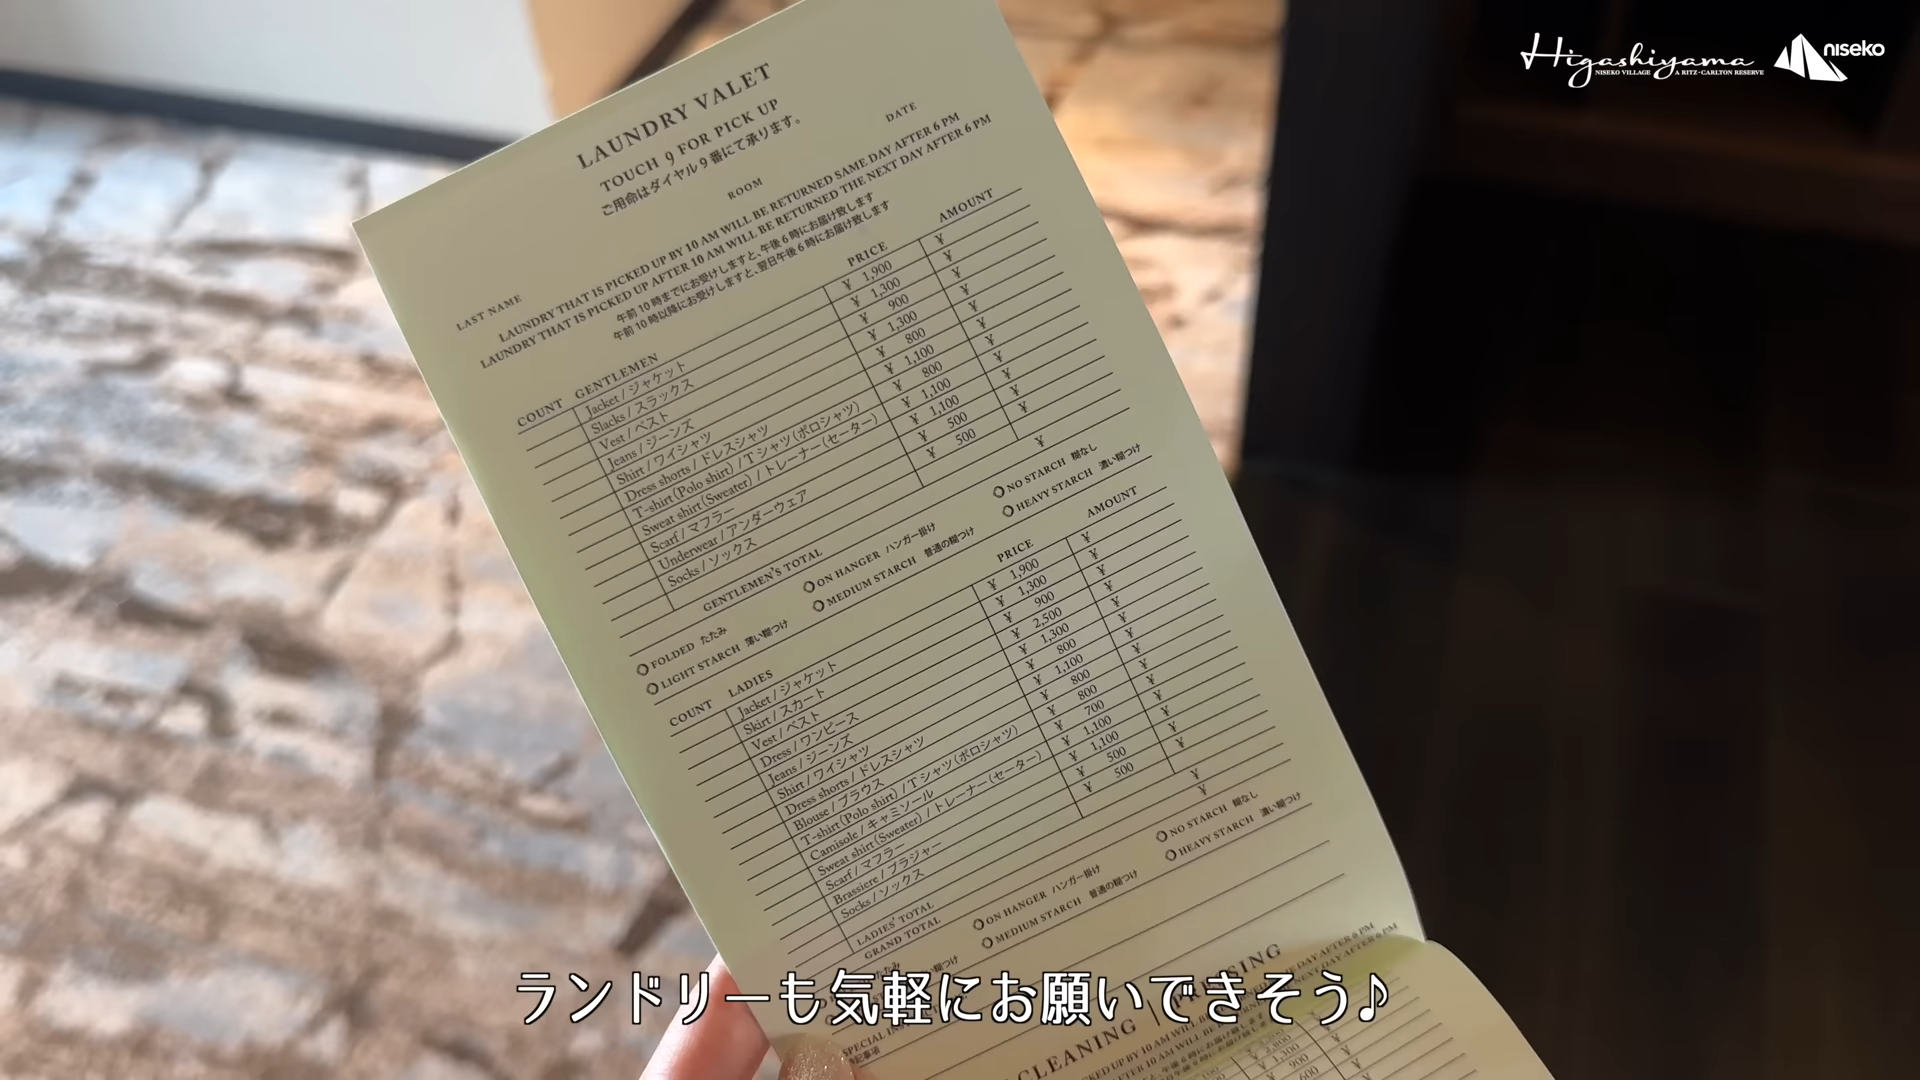 Higashiyama
NISEKO VILLAGE A RITZ-CARLTON RESERVE
niseko
LAUNDRY VALET
TOUCH 9 FOR PICK UP
ご用命はダイヤル9番にて承ります。
LAST NAME ROOM DATE
LAUNDRY THAT IS PICKED UP BY 10 AM WILL BE RETURNED SAME DAY AFTER 6 PM
LAUNDRY THAT IS PICKED UP AFTER 10 AM WILL BE RETURNED THE NEXT DAY AFTER 6 PM
午前10時までにお受けしますと、午後6時にお届け致します
午前10時以降にお受けしますと、翌日午後6時にお届け致します
COUNT GENTLEMEN PRICE AMOUNT
Jacket / ジャケット ¥ 1,900 ¥
Slacks / スラックス ¥ 1,300 ¥
Vest / ベスト ¥ 900 ¥
Jeans / ジーンズ ¥ 1,300 ¥
Shirt / ワイシャツ ¥ 800 ¥
Dress shorts / ドレスシャツ ¥ 1,100 ¥
T-shirt (Polo shirt) / Tシャツ (ポロシャツ) ¥ 800 ¥
Sweat shirt (Sweater) / トレーナー (セーター) ¥ 1,100 ¥
Scarf / マフラー ¥ 1,100 ¥
Underwear / アンダーウェア ¥ 500 ¥
Socks / ソックス ¥ 500 ¥
GENTLEMEN'S TOTAL ¥
FOLDED たたみ ON HANGER ハンガー掛け NO STARCH 糊なし
LIGHT STARCH 薄い糊つけ MEDIUM STARCH 普通の糊つけ HEAVY STARCH 濃い糊つけ
COUNT LADIES PRICE AMOUNT
Jacket / ジャケット ¥ 1,900 ¥
Skirt / スカート ¥ 1,300 ¥
Vest / ベスト ¥ 900 ¥
Dress / ワンピース ¥ 2,500 ¥
Jeans / ジーンズ ¥ 1,300 ¥
Shirt / ワイシャツ ¥ 800 ¥
Dress shorts / ドレスシャツ ¥ 1,100 ¥
Blouse / ブラウス ¥ 800 ¥
T-shirt (Polo shirt) / Tシャツ (ポロシャツ) ¥ 800 ¥
Camisole / キャミソール ¥ 700 ¥
Sweat shirt (Sweater) / トレーナー (セーター) ¥ 1,100 ¥
Scarf / マフラー ¥ 1,100 ¥
Brassiere / ブラジャー ¥ 500 ¥
Socks / ソックス ¥ 500 ¥
LADIES' TOTAL ¥
GRAND TOTAL ¥
たたみ ON HANGER ハンガー掛け NO STARCH 糊なし
MEDIUM STARCH 普通の糊つけ HEAVY STARCH 濃い糊つけ
SPECIAL
CLEANING
ランドリーも気軽にお願いできそう♪